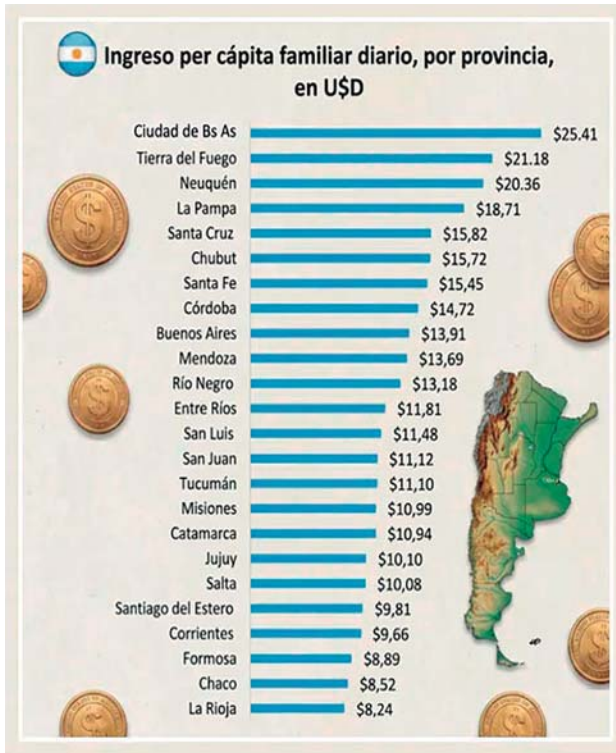 Ingreso per cápita familiar diario, por provincia,
en U$D
Ciudad de Bs As $25.41
Tierra del Fuego $21.18
Neuquén $20.36
La Pampa $18,71
Santa Cruz $15,82
Chubut $15,72
Santa Fe $15,45
Córdoba $14,72
Buenos Aires $13,91
Mendoza $13,69
Río Negro $13,18
Entre Ríos $11,81
San Luis $11,48
San Juan $11,12
Tucumán $11,10
Misiones $10,99
Catamarca $10,94
Jujuy $10,10
Salta $10,08
Santiago del Estero $9,81
Corrientes $9,66
Formosa $8,89
Chaco $8,52
La Rioja $8,24